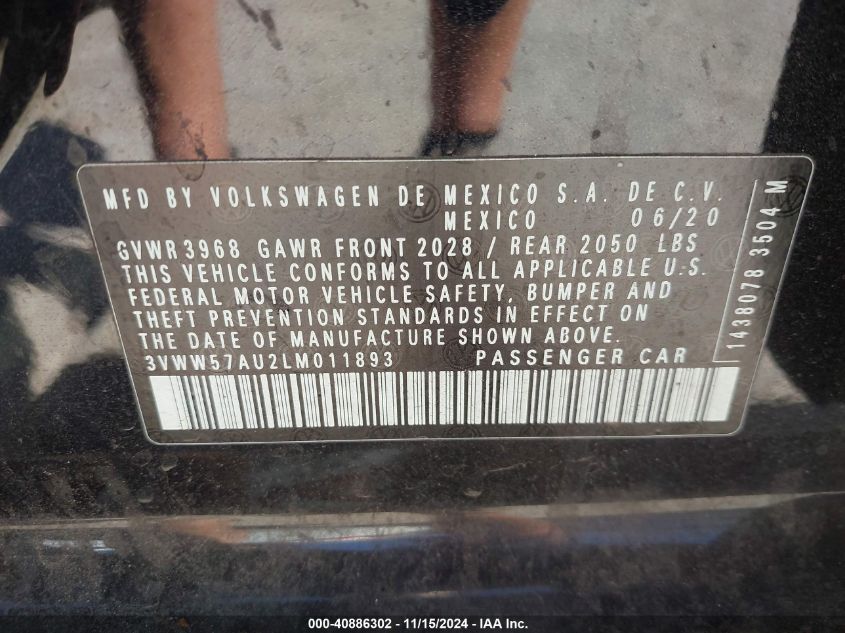 MFD BY VOLKSWAGEN DE MEXICO S.A. DE C.V.
MEXICO 06/20
GVWR 3968 GAWR FRONT 2028 / REAR 2050 LBS
THIS VEHICLE CONFORMS TO ALL APPLICABLE U.S.
FEDERAL MOTOR VEHICLE SAFETY, BUMPER AND
THEFT PREVENTION STANDARDS IN EFFECT ON
THE DATE OF MANUFACTURE SHOWN ABOVE.
3VWW57AU2LM011893 PASSENGER CAR
1438078 3504 M
000-40886302 - 11/15/2024 - IAA Inc.